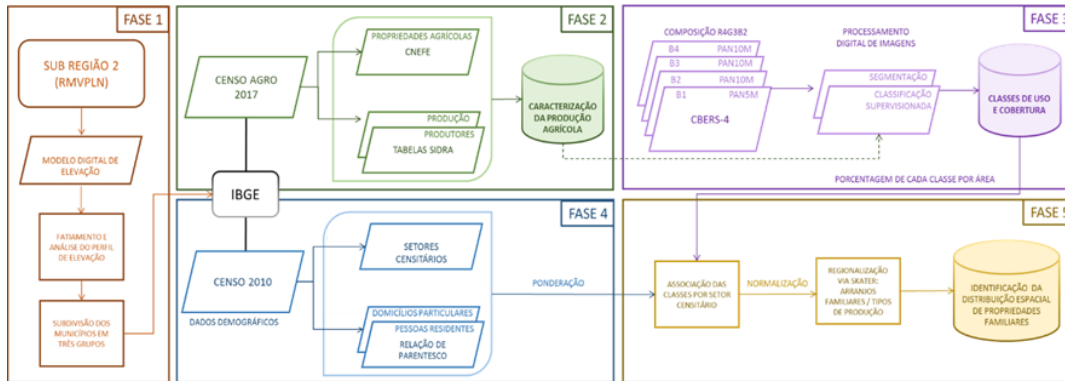 FASE 1
SUB REGIÃO 2
(RMVPLN)
MODELO DIGITAL DE
ELEVAÇÃO
FATIAMENTO E
ANÁLISE DO PERFIL
DE ELEVAÇÃO
SUBDIVISÃO DOS
MUNICÍPIOS EM
TRÊS GRUPOS
FASE 2
CENSO AGRO
2017
PROPRIEDADES AGRÍCOLAS
CNEFE
PRODUÇÃO
PRODUTORES
TABELAS SIDRA
CARACTERIZAÇÃO
DA PRODUÇÃO
AGRÍCOLA
IBGE
FASE 3
COMPOSIÇÃO R4G3B2
B4 PAN10M
B3 PAN10M
B2 PAN10M
B1 PAN5M
CBERS-4
PROCESSAMENTO
DIGITAL DE IMAGENS
SEGMENTAÇÃO
CLASSIFICAÇÃO
SUPERVISIONADA
CLASSES DE USO
E COBERTURA
PORCENTAGEM DE CADA CLASSE POR ÁREA
FASE 4
CENSO 2010
DADOS DEMOGRÁFICOS
SETORES
CENSITÁRIOS
DOMICÍLIOS PARTICULARES
PESSOAS RESIDENTES
RELAÇÃO DE
PARENTESCO
PONDERAÇÃO
FASE 5
ASSOCIAÇÃO DAS
CLASSES POR SETOR
CENSITÁRIO
NORMALIZAÇÃO
REGIONALIZAÇÃO
VIA SKATER:
ARRANJOS
FAMILIARES / TIPOS
DE PRODUÇÃO
IDENTIFICAÇÃO DA
DISTRIBUIÇÃO ESPACIAL
DE PROPRIEDADES
FAMILIARES